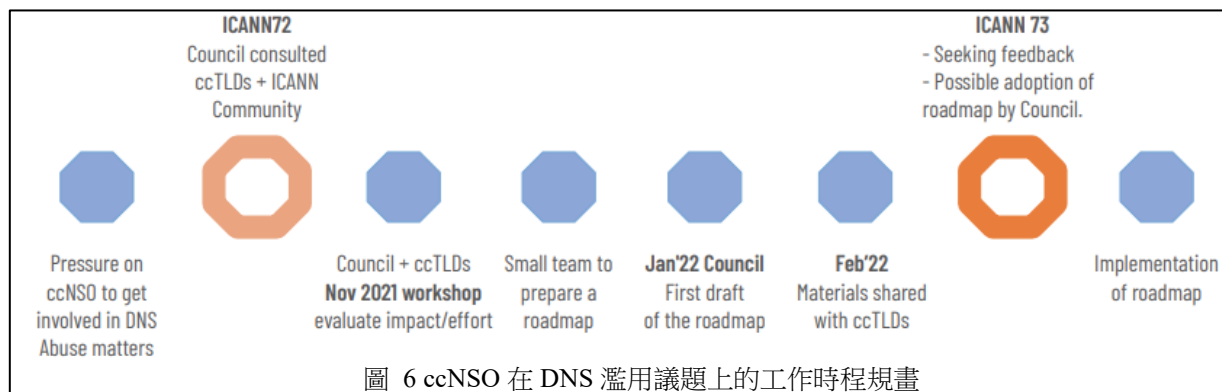 ICANN72
Council consulted
ccTLDs + ICANN
Community
ICANN 73
- Seeking feedback
- Possible adoption of
roadmap by Council.
Pressure on
ccNSO to get
involved in DNS
Abuse matters
Council + ccTLDs
Nov 2021 workshop
evaluate impact/effort
Small team to
prepare a
roadmap
Jan'22 Council
First draft
of the roadmap
Feb'22
Materials shared
with ccTLDs
Implementation
of roadmap
圖 6 ccNSO 在 DNS 濫用議題上的工作時程規畫